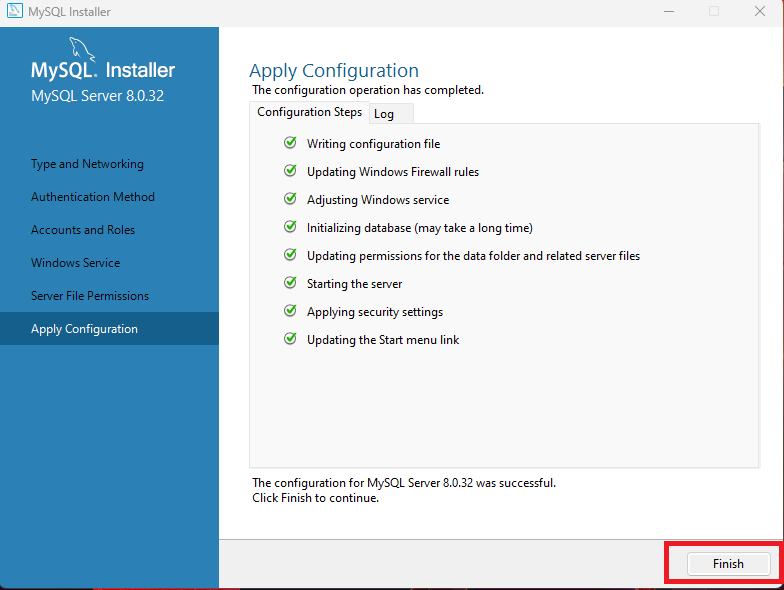 MySQL Installer
MySQL. Installer
MySQL Server 8.0.32
Type and Networking
Authentication Method
Accounts and Roles
Windows Service
Server File Permissions
Apply Configuration
Apply Configuration
The configuration operation has completed.
Configuration Steps Log
Writing configuration file
Updating Windows Firewall rules
Adjusting Windows service
Initializing database (may take a long time)
Updating permissions for the data folder and related server files
Starting the server
Applying security settings
Updating the Start menu link
The configuration for MySQL Server 8.0.32 was successful.
Click Finish to continue.
Finish